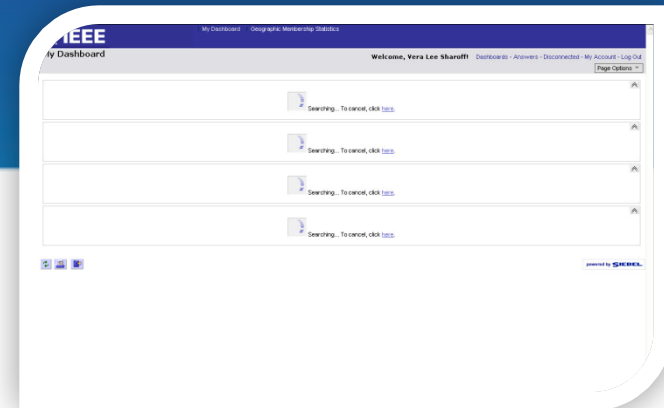 IEEE
My Dashboard Geographic Membership Statistics
My Dashboard
Welcome, Vera Lee Sharoff! Dashboards - Answers - Disconnected - My Account - Log Out
Page Options
Searching... To cancel, click here.
Searching... To cancel, click here.
Searching... To cancel, click here.
Searching... To cancel, click here.
powered by SIEBEL